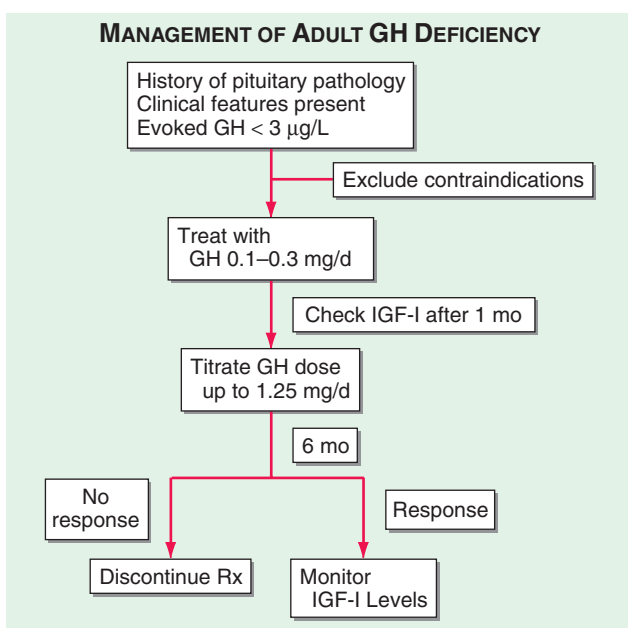 MANAGEMENT OF ADULT GH DEFICIENCY
History of pituitary pathology
Clinical features present
Evoked GH < 3 μg/L
Exclude contraindications
Treat with
GH 0.1–0.3 mg/d
Check IGF-I after 1 mo
Titrate GH dose
up to 1.25 mg/d
6 mo
No
response
Response
Discontinue Rx
Monitor
IGF-I Levels